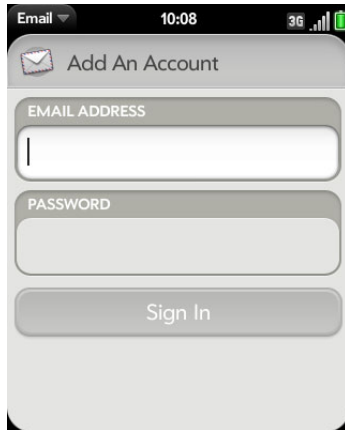 Email
10:08
3G
Add An Account
EMAIL ADDRESS
PASSWORD
Sign In